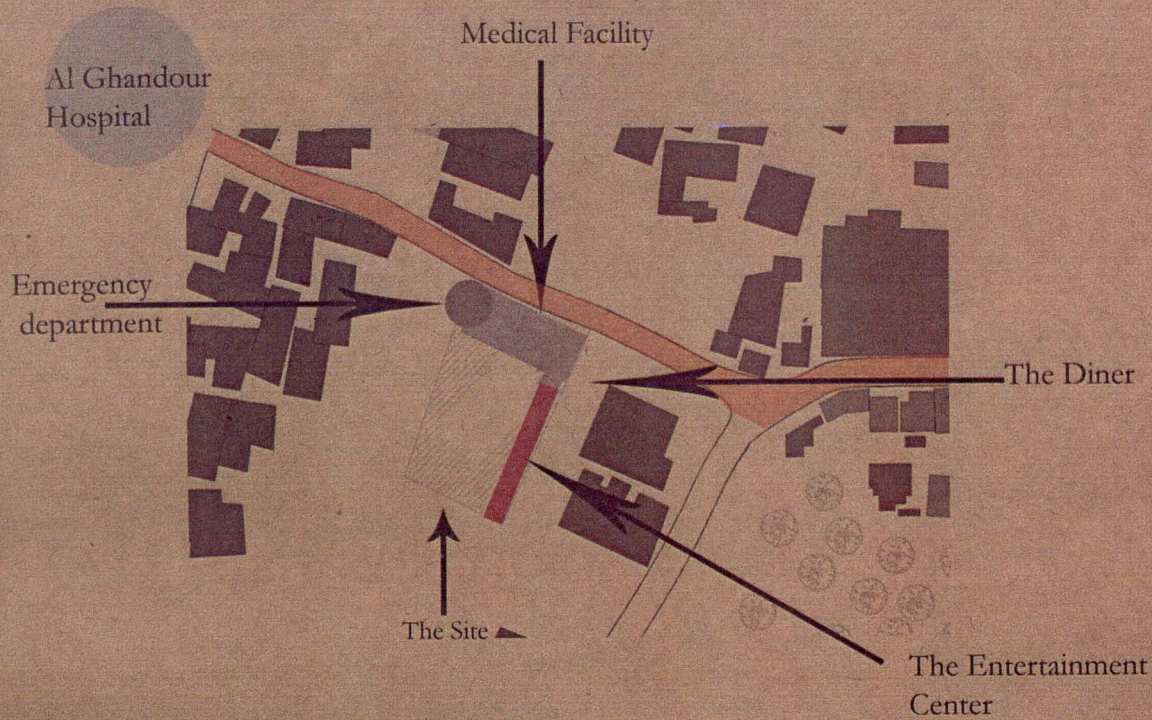 Medical Facility
Al Ghandour
Hospital
Emergency
department
The Diner
The Site
The Entertainment
Center